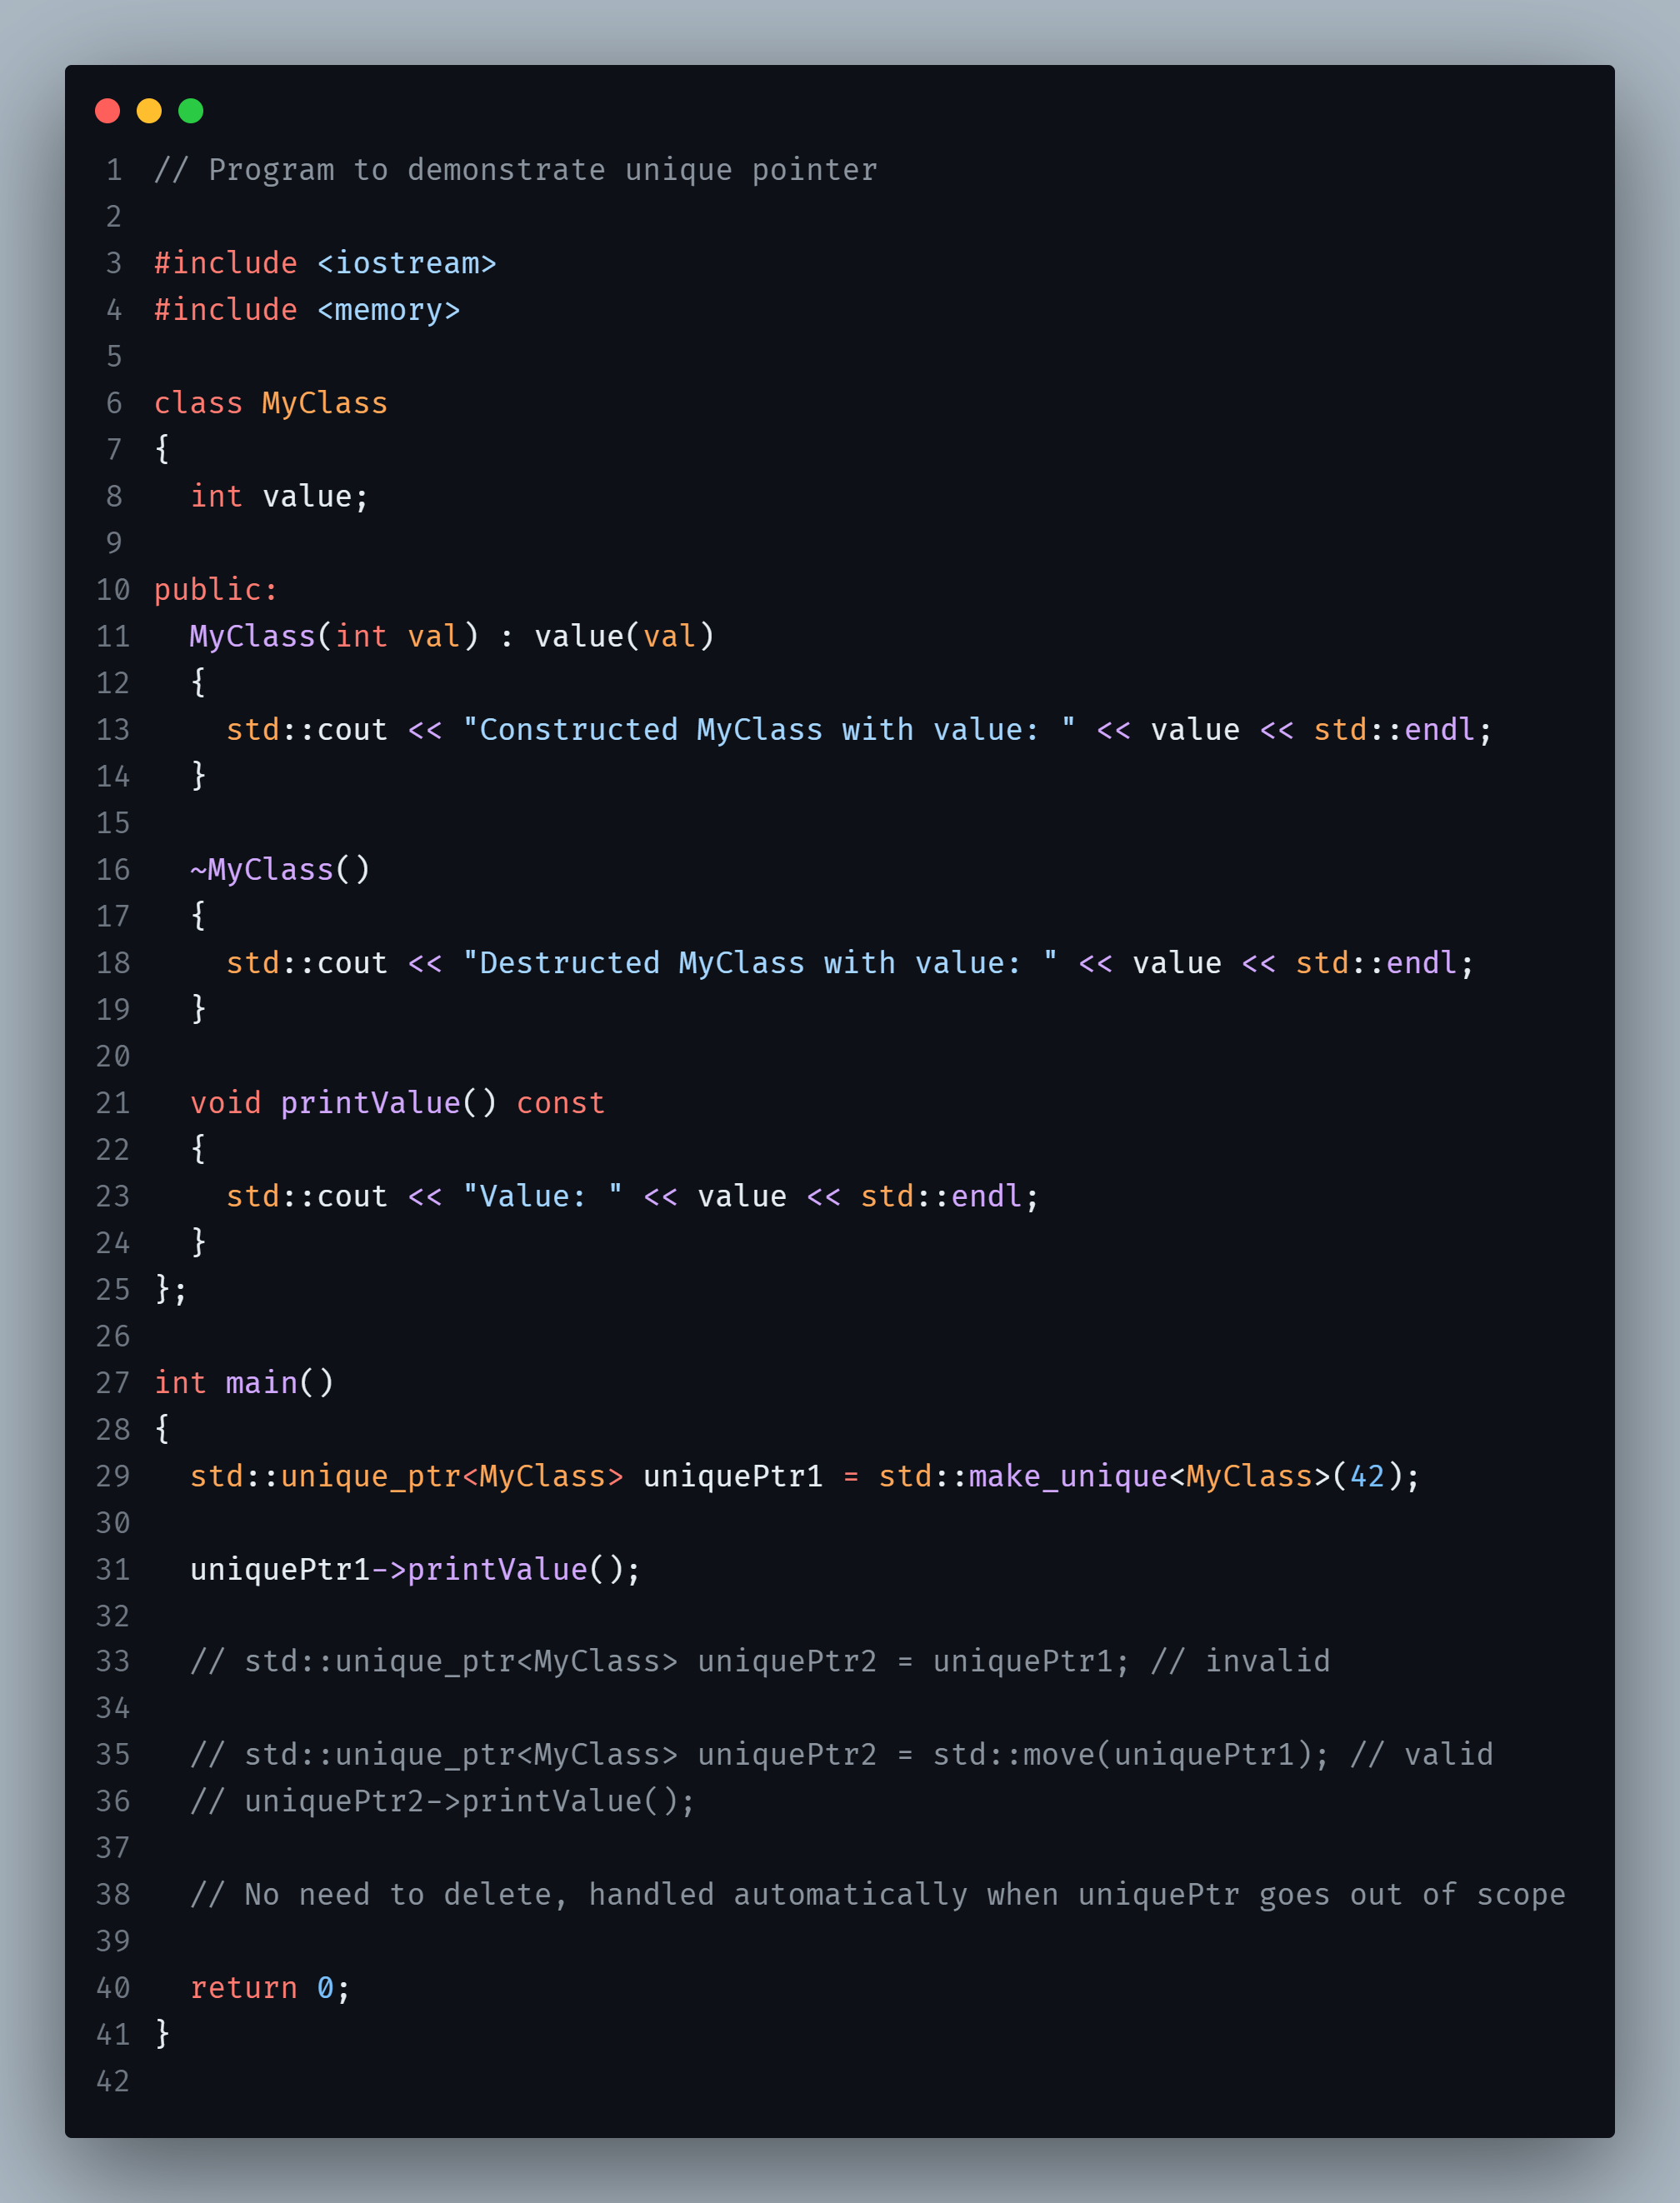 1 // Program to demonstrate unique pointer
2
3 #include <iostream>
4 #include <memory>
5
6 class MyClass
7 {
8   int value;
9
10 public:
11   MyClass(int val) : value(val)
12   {
13     std::cout << "Constructed MyClass with value: " << value << std::endl;
14   }
15
16   ~MyClass()
17   {
18     std::cout << "Destructed MyClass with value: " << value << std::endl;
19   }
20
21   void printValue() const
22   {
23     std::cout << "Value: " << value << std::endl;
24   }
25 };
26
27 int main()
28 {
29   std::unique_ptr<MyClass> uniquePtr1 = std::make_unique<MyClass>(42);
30
31   uniquePtr1->printValue();
32
33   // std::unique_ptr<MyClass> uniquePtr2 = uniquePtr1; // invalid
34
35   // std::unique_ptr<MyClass> uniquePtr2 = std::move(uniquePtr1); // valid
36   // uniquePtr2->printValue();
37
38   // No need to delete, handled automatically when uniquePtr goes out of scope
39
40   return 0;
41 }
42